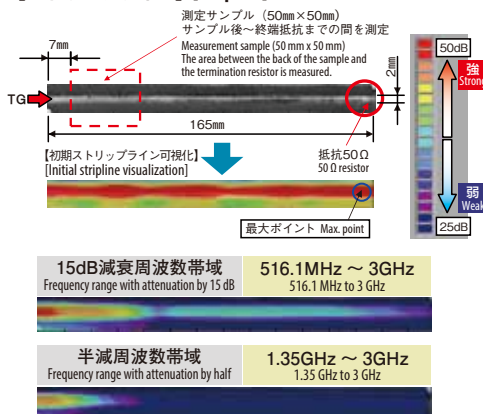 測定サンプル（50㎜×50㎜）
サンプル後～終端抵抗までの間を測定
Measurement sample (50 mm x 50 mm)
The area between the back of the sample and
the termination resistor is measured.
7㎜
2㎜
TG
165㎜
50dB
強
Strong
弱
Weak
25dB
【初期ストリップライン可視化】
[Initial stripline visualization]
抵抗50Ω
50 Ω resistor
最大ポイント Max. point
15dB減衰周波数帯域
Frequency range with attenuation by 15 dB
516.1MHz ～ 3GHz
516.1 MHz to 3 GHz
半減周波数帯域
Frequency range with attenuation by half
1.35GHz ～ 3GHz
1.35 GHz to 3 GHz